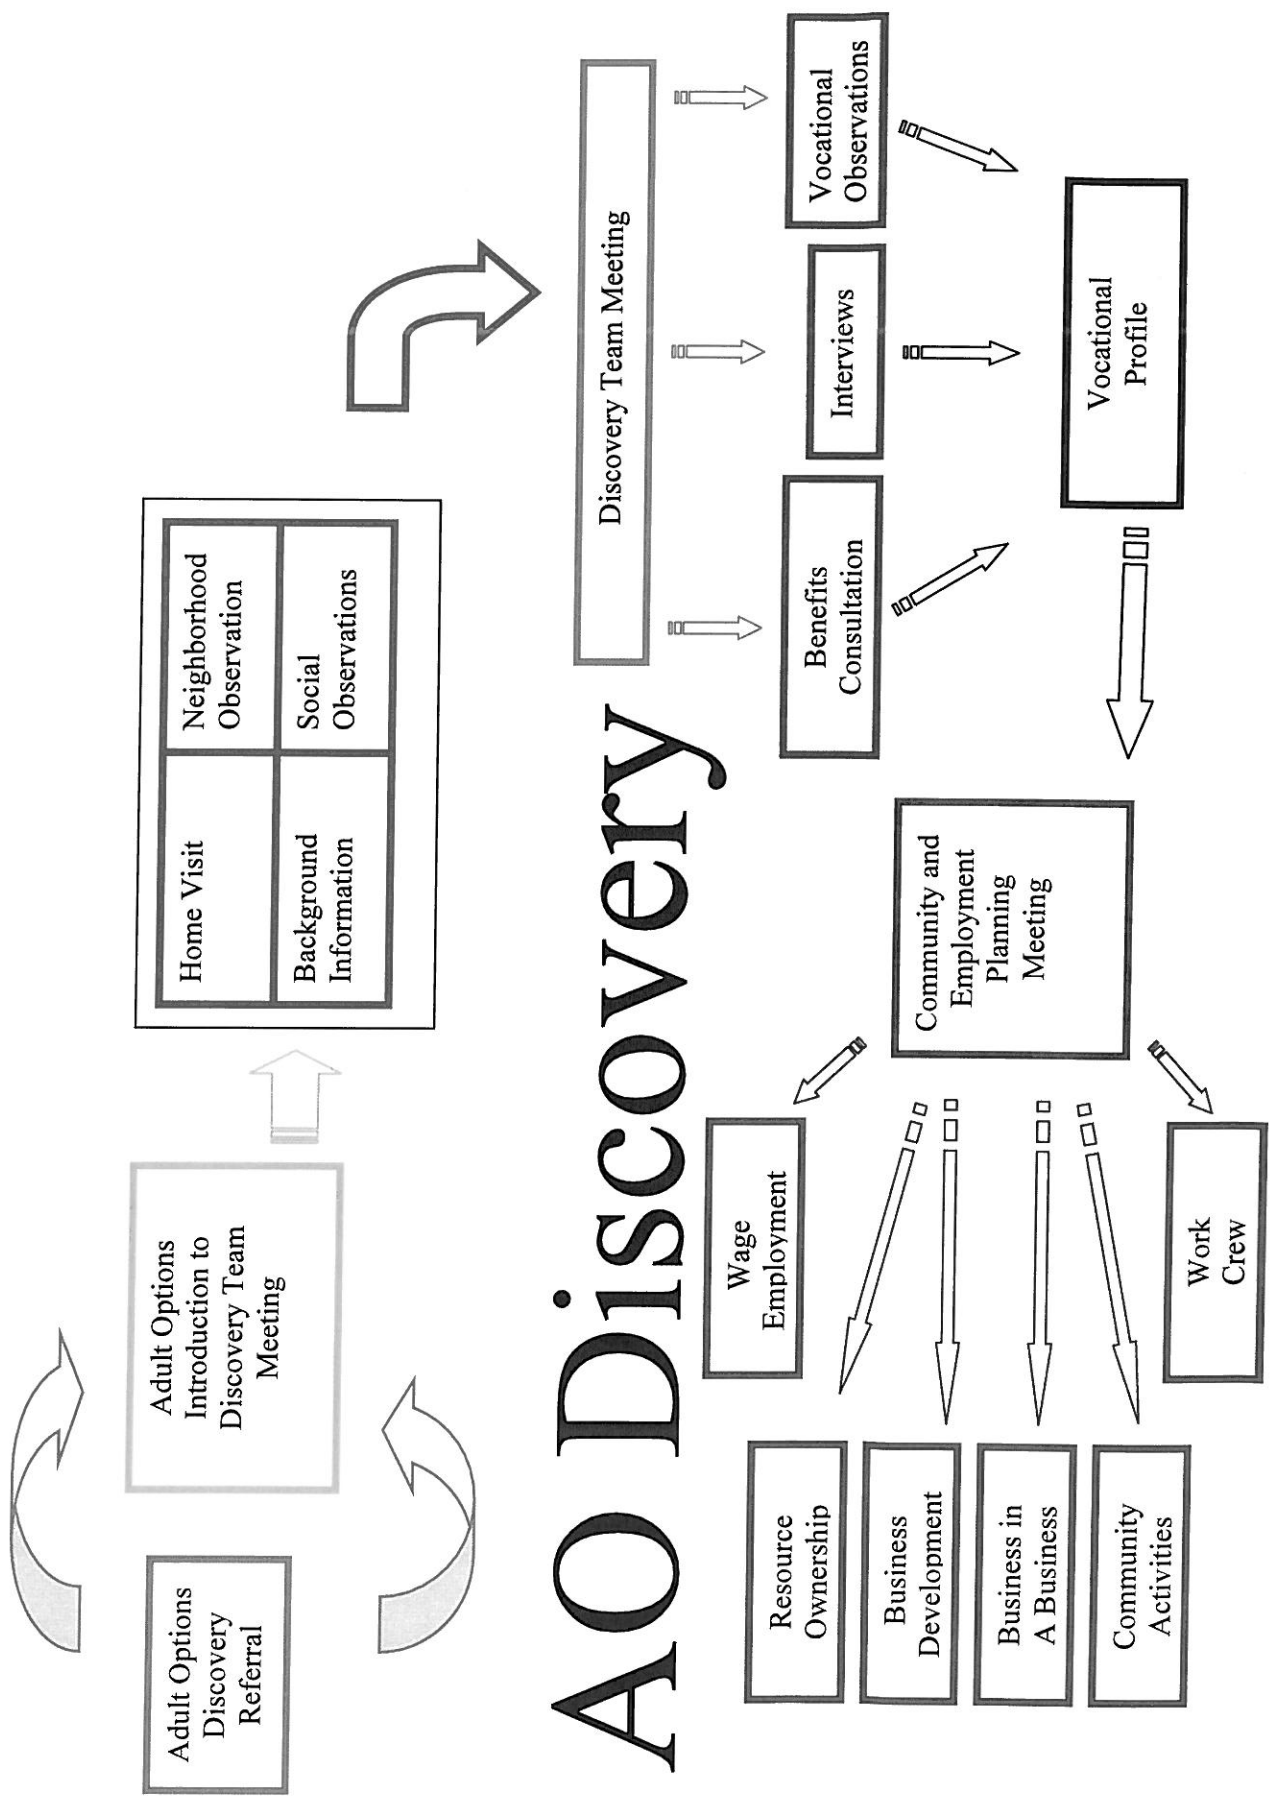 Adult Options
Discovery
Referral
Adult Options
Introduction to
Discovery Team
Meeting
Home Visit
Neighborhood
Observation
Background
Information
Social
Observations
AO Discovery
Discovery Team Meeting
Benefits
Consultation
Interviews
Vocational
Observations
Vocational
Profile
Community and
Employment
Planning
Meeting
Wage
Employment
Resource
Ownership
Business
Development
Business in
A Business
Community
Activities
Work
Crew